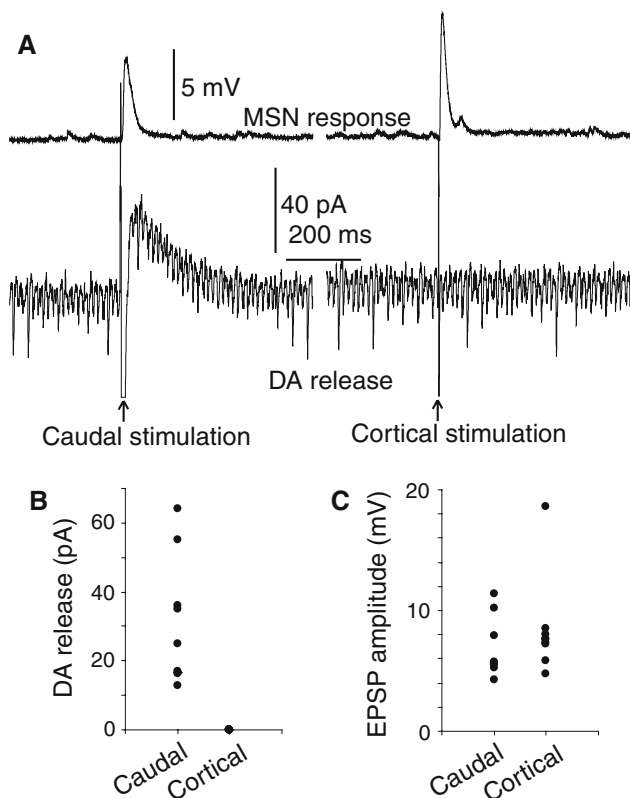 A
5 mV
MSN response
40 pA
200 ms
DA release
Caudal stimulation
Cortical stimulation
B
DA release (pA)
60
40
20
0
Caudal
Cortical
C
EPSP amplitude (mV)
20
10
0
Caudal
Cortical